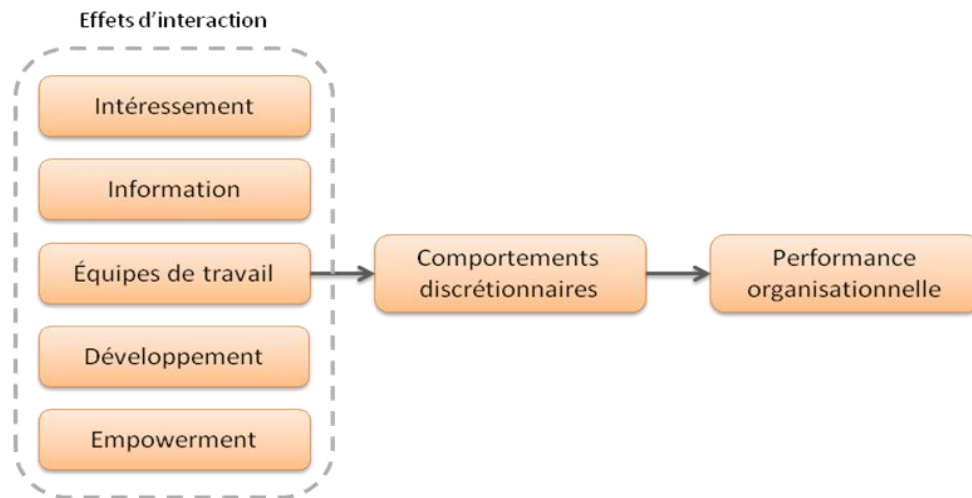 Effets d'interaction
Intéressement
Information
Équipes de travail
Développement
Empowerment
Comportements
discrétionnaires
Performance
organisationnelle